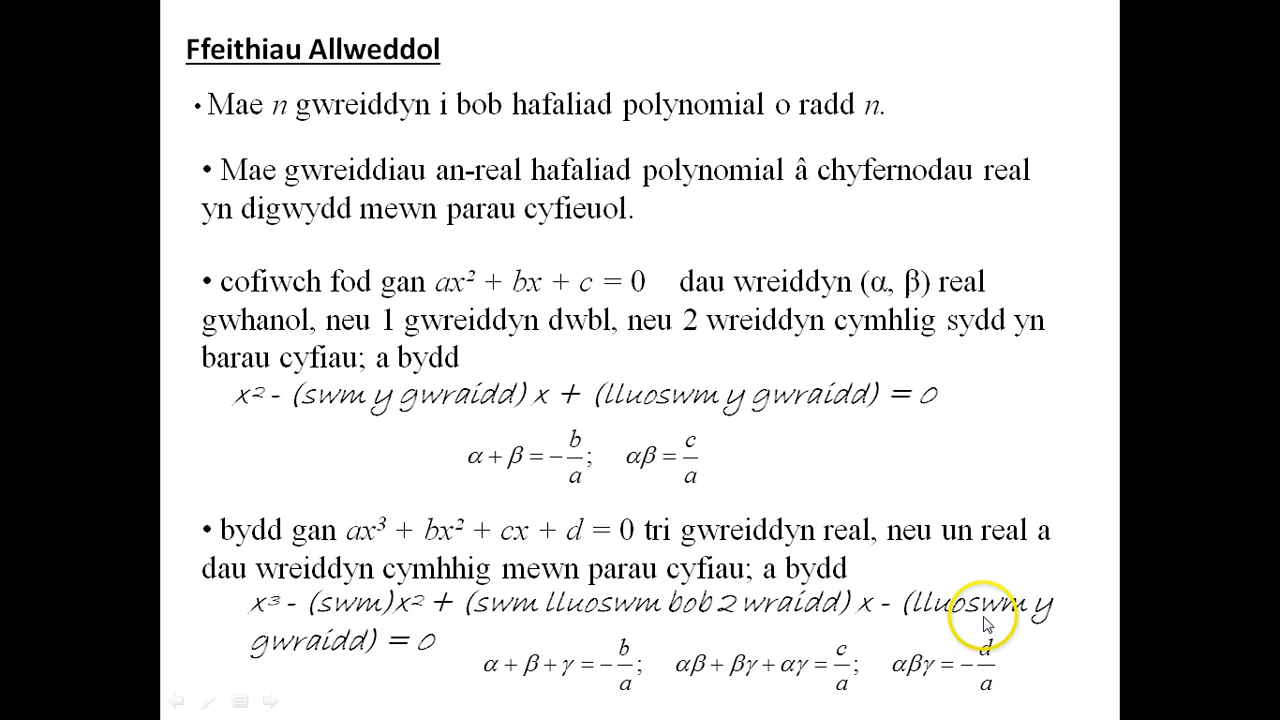 Ffeithiau Allweddol
• Mae n gwreiddyn i bob hafaliad polynomial o radd n.
• Mae gwreiddiau an-real hafaliad polynomial â chyfernodau real
yn digwydd mewn parau cyfieuol.
• cofiwch fod gan ax² + bx + c = 0 dau wreiddyn (α, β) real
gwhanol, neu 1 gwreiddyn dwbl, neu 2 wreiddyn cymhlig sydd yn
barau cyfiau; a bydd
x² - (swm y gwraidd) x + (lluoswm y gwraidd) = 0
α + β = −b/a; αβ = c/a
• bydd gan ax³ + bx² + cx + d = 0 tri gwreiddyn real, neu un real a
dau wreiddyn cymhhig mewn parau cyfiau; a bydd
x³ - (swm)x² + (swm lluoswm bob 2 wraidd) x - (lluoswm y
gwraidd) = 0
α + β + γ = −b/a; αβ + βγ + αγ = c/a; αβγ = −d/a